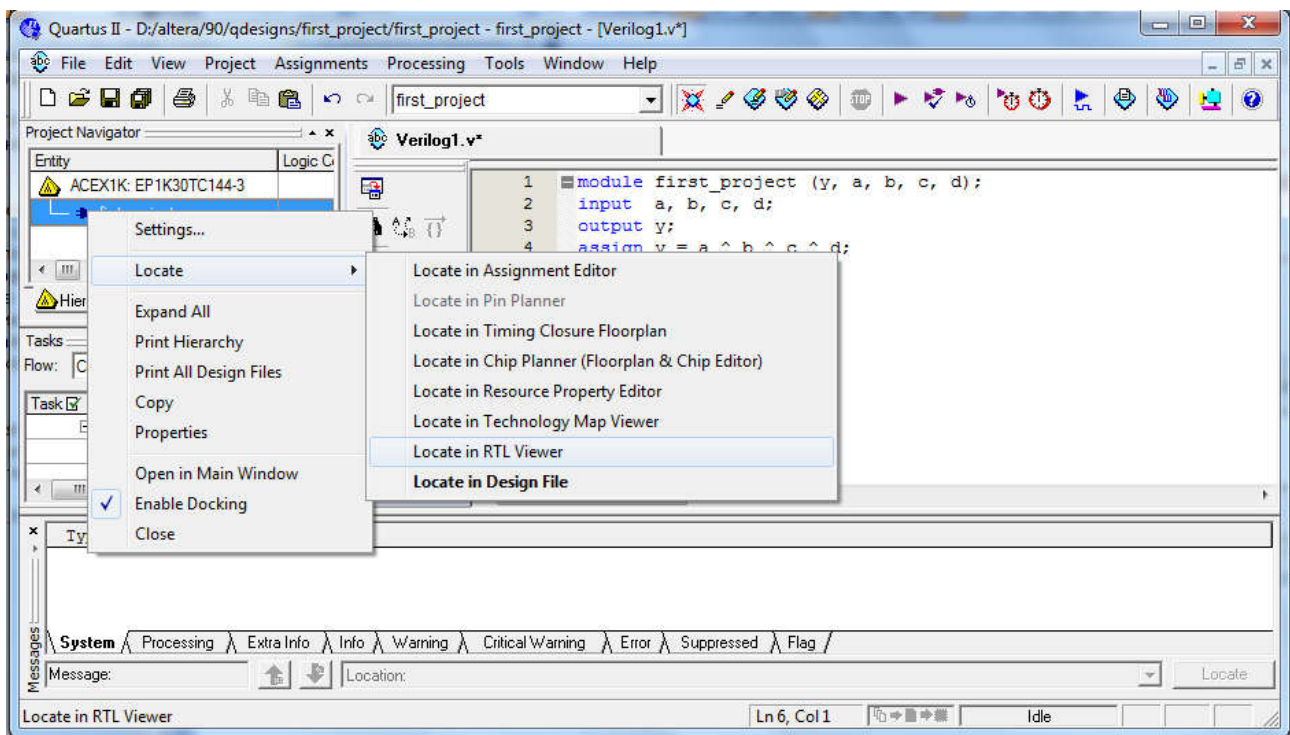 Quartus II - D:/altera/90/qdesigns/first_project/first_project - first_project - [Verilog1.v*]
File Edit View Project Assignments Processing Tools Window Help
first_project
STOP
Project Navigator
Verilog1.v*
Entity
Logic C
ACEX1K: EP1K30TC144-3
1 module first_project (y, a, b, c, d);
2 input a, b, c, d;
3 output y;
4 assign y = a ^ b ^ c ^ d;
Settings...
Locate
Expand All
Print Hierarchy
Print All Design Files
Copy
Properties
Open in Main Window
Enable Docking
Close
Locate in Assignment Editor
Locate in Pin Planner
Locate in Timing Closure Floorplan
Locate in Chip Planner (Floorplan & Chip Editor)
Locate in Resource Property Editor
Locate in Technology Map Viewer
Locate in RTL Viewer
Locate in Design File
Hier
Tasks
Flow: C
Task
Ty
Messages
System Processing Extra Info Info Warning Critical Warning Error Suppressed Flag
Message: Location: Locate
Locate in RTL Viewer
Ln 6, Col 1
Idle